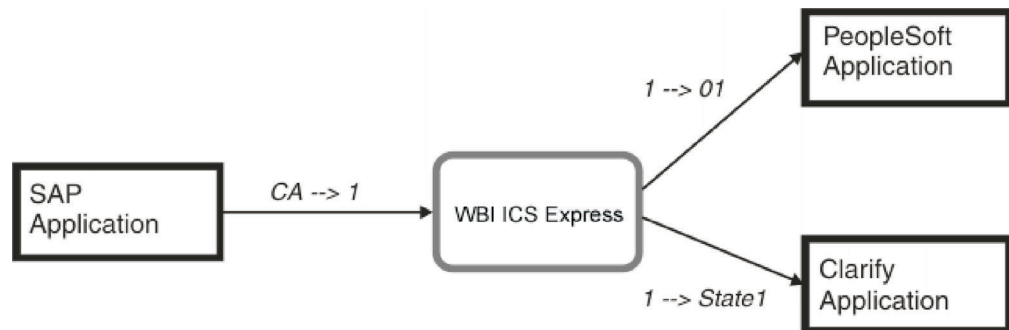 PeopleSoft
Application
1 --> 01
SAP
Application
CA --> 1
WBI ICS Express
Clarify
Application
1 --> State1